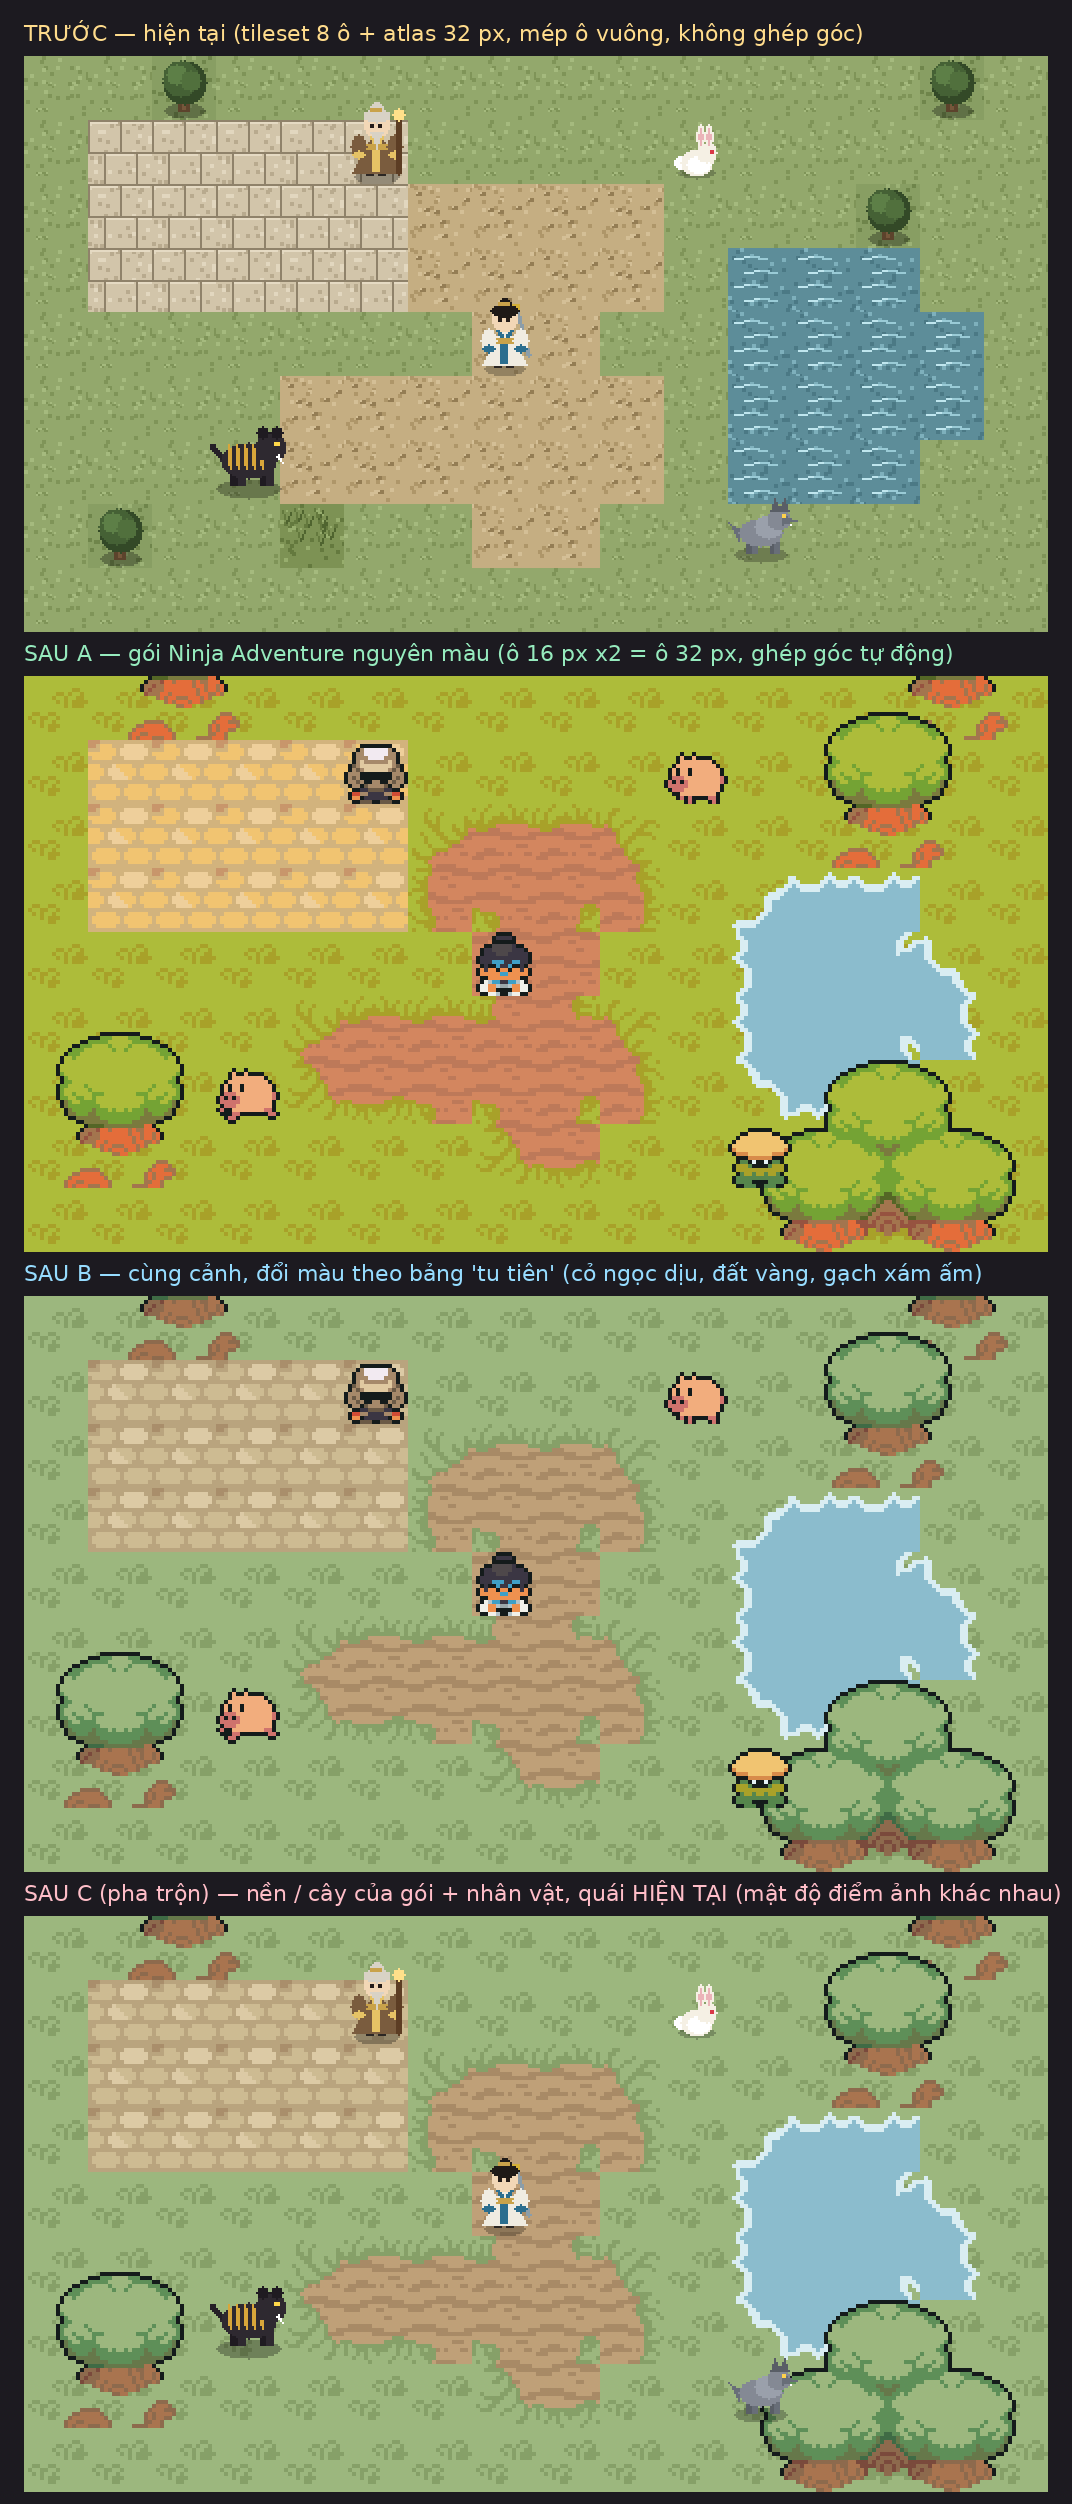 TRƯỚC — hiện tại (tileset 8 ô + atlas 32 px, mép ô vuông, không ghép góc)
SAU A — gói Ninja Adventure nguyên màu (ô 16 px x2 = ô 32 px, ghép góc tự động)
SAU B — cùng cảnh, đổi màu theo bảng 'tu tiên' (cỏ ngọc dịu, đất vàng, gạch xám ấm)
SAU C (pha trộn) — nền / cây của gói + nhân vật, quái HIỆN TẠI (mật độ điểm ảnh khác nhau)